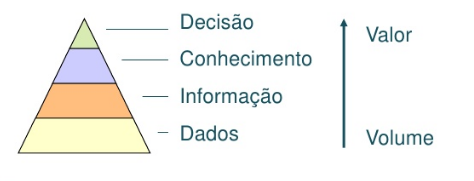 Decisão
Conhecimento
Informação
Dados
Valor
Volume